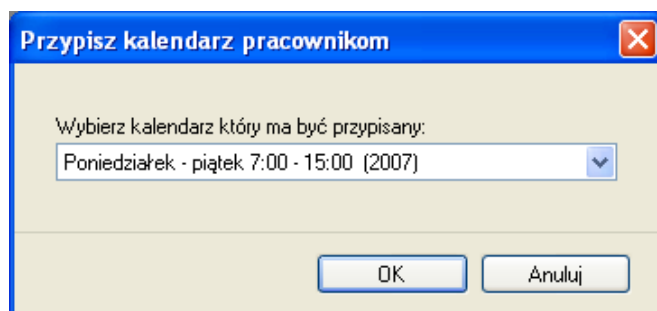 Przypisz kalendarz pracownikom
Wybierz kalendarz który ma być przypisany:
Poniedziałek - piątek 7:00 - 15:00 (2007)
OK Anuluj